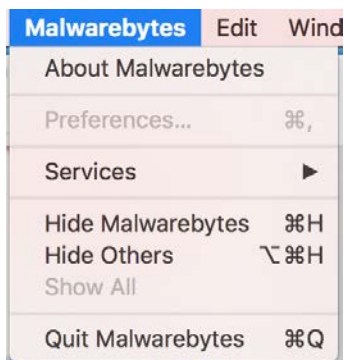 Malwarebytes Edit Wind
About Malwarebytes
Preferences... ⌘,
Services ▶
Hide Malwarebytes ⌘H
Hide Others ⌥⌘H
Show All
Quit Malwarebytes ⌘Q